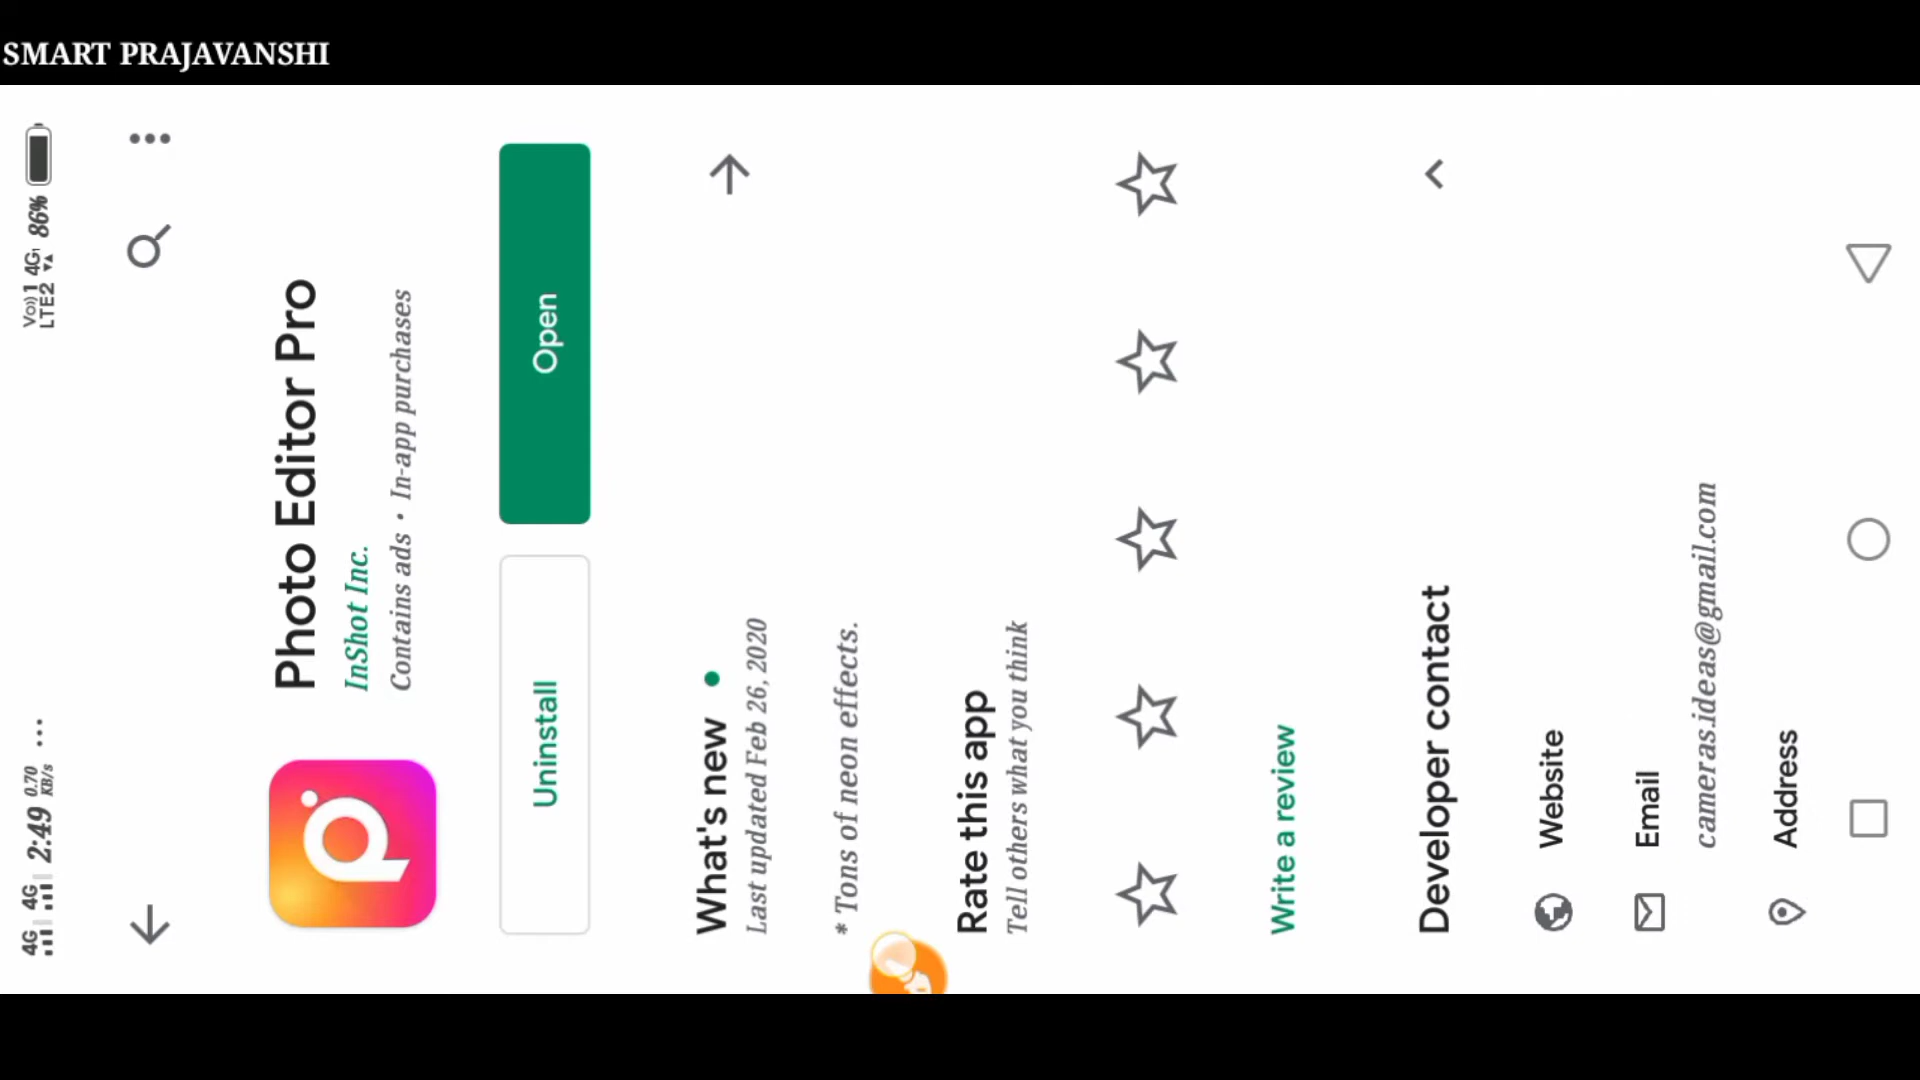 SMART PRAJAVANSHI
4G 4G 2:49 0.70 KB/s ... Vo))1 4G1 LTE2 86%
Photo Editor Pro
InShot Inc.
Contains ads • In-app purchases
Uninstall
Open
What's new •
Last updated Feb 26, 2020
* Tons of neon effects.
Rate this app
Tell others what you think
Write a review
Developer contact
Website
Email
cameras.ideas@gmail.com
Address